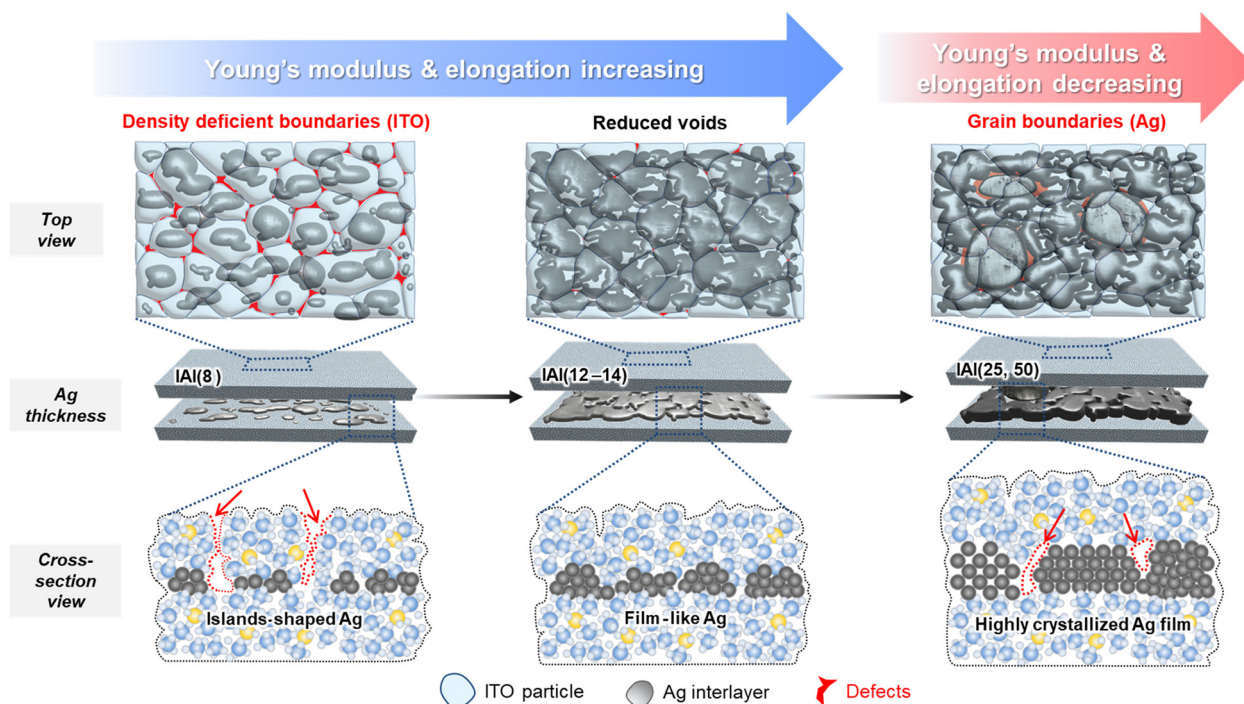 Young's modulus & elongation increasing
Young's modulus &
elongation decreasing
Density deficient boundaries (ITO)
Reduced voids
Grain boundaries (Ag)
Top
view
Ag
thickness
IAI(8)
IAI(12–14)
IAI(25, 50)
Cross-
section
view
Islands-shaped Ag
Film-like Ag
Highly crystallized Ag film
ITO particle
Ag interlayer
Defects